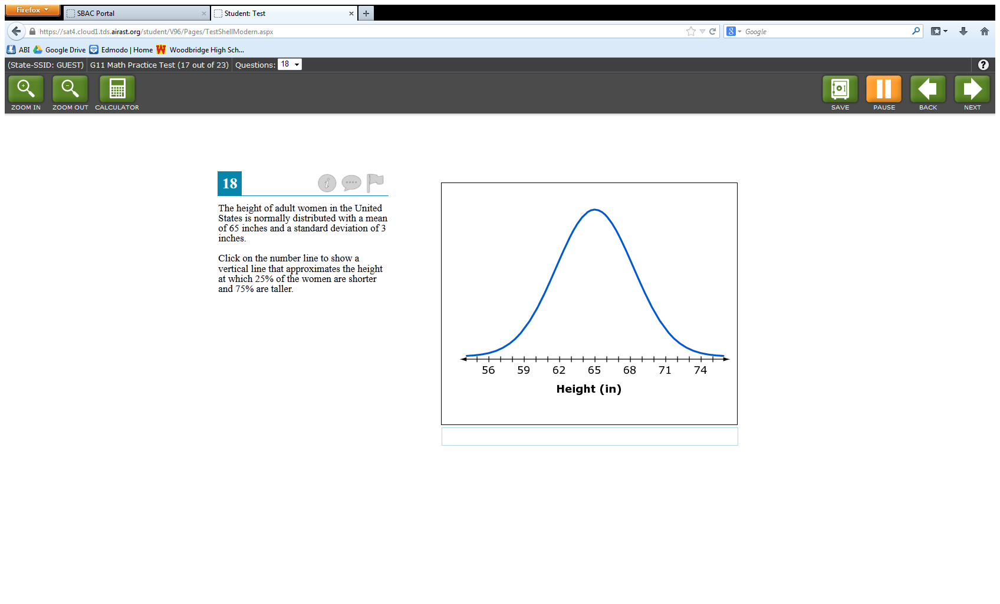 Firefox
SBAC Portal
Student: Test
https://sat4.cloud1.tds.airast.org/student/V96/Pages/TestShellModern.aspx
8
Google
ABI
Google Drive
Edmodo | Home
W
Woodbridge High Sch...
(State-SSID: GUEST)
G11 Math Practice Test (17 out of 23)
Questions:
18
?
ZOOM IN
ZOOM OUT
CALCULATOR
SAVE
PAUSE
BACK
NEXT
18
i
The height of adult women in the United
States is normally distributed with a mean
of 65 inches and a standard deviation of 3
inches.
Click on the number line to show a
vertical line that approximates the height
at which 25% of the women are shorter
and 75% are taller.
56 59 62 65 68 71 74
Height (in)